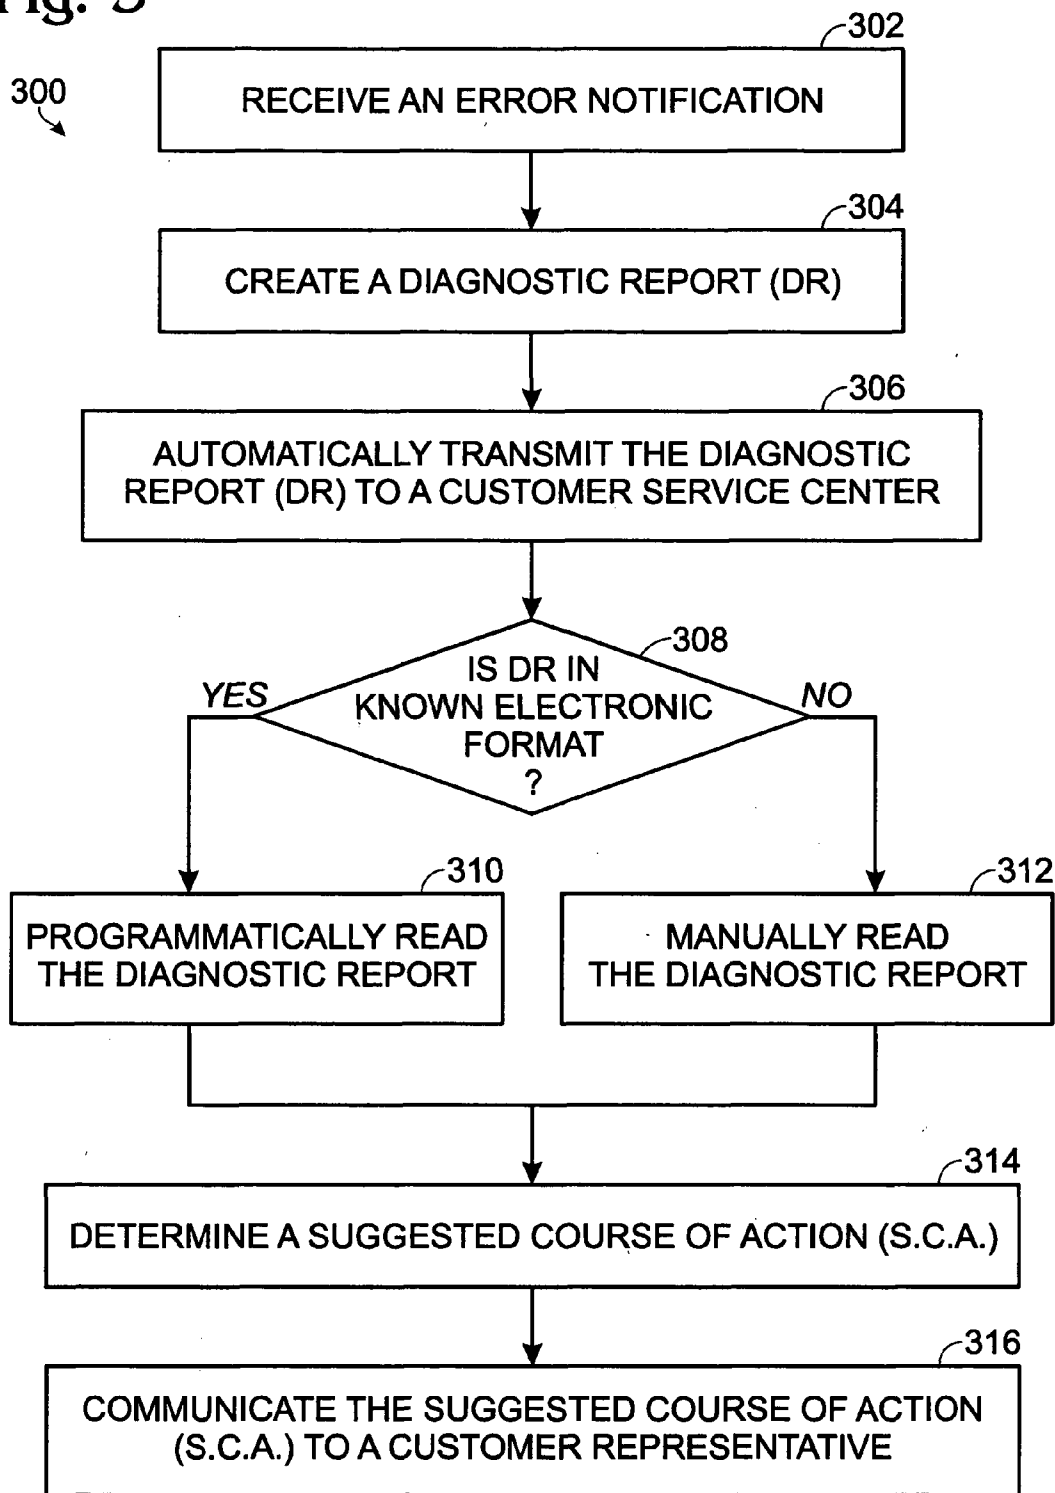 Fig. 3
300
302
RECEIVE AN ERROR NOTIFICATION
304
CREATE A DIAGNOSTIC REPORT (DR)
306
AUTOMATICALLY TRANSMIT THE DIAGNOSTIC
REPORT (DR) TO A CUSTOMER SERVICE CENTER
308
IS DR IN
KNOWN ELECTRONIC
FORMAT
?
YES
NO
310
PROGRAMMATICALLY READ
THE DIAGNOSTIC REPORT
312
MANUALLY READ
THE DIAGNOSTIC REPORT
314
DETERMINE A SUGGESTED COURSE OF ACTION (S.C.A.)
316
COMMUNICATE THE SUGGESTED COURSE OF ACTION
(S.C.A.) TO A CUSTOMER REPRESENTATIVE